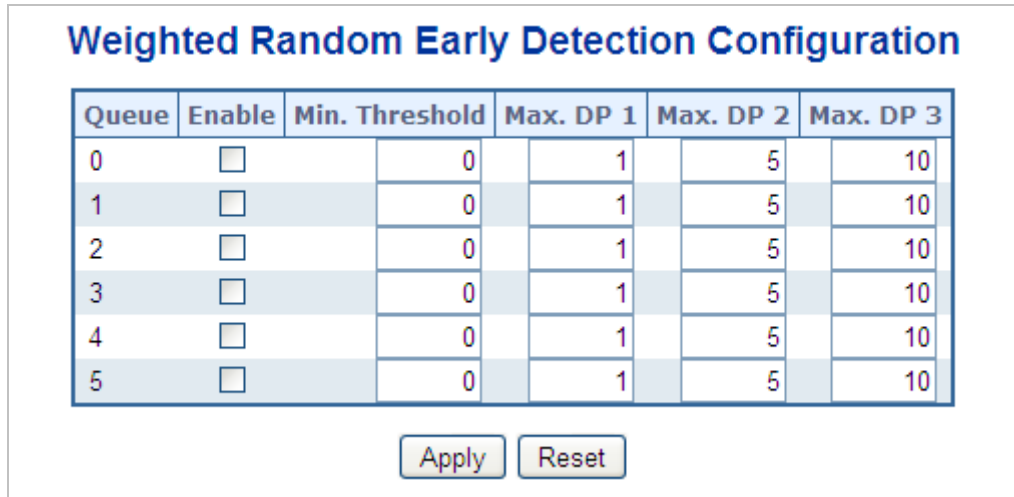 Weighted Random Early Detection Configuration
Queue Enable Min. Threshold Max. DP 1 Max. DP 2 Max. DP 3
0 0 1 5 10
1 0 1 5 10
2 0 1 5 10
3 0 1 5 10
4 0 1 5 10
5 0 1 5 10
Apply Reset